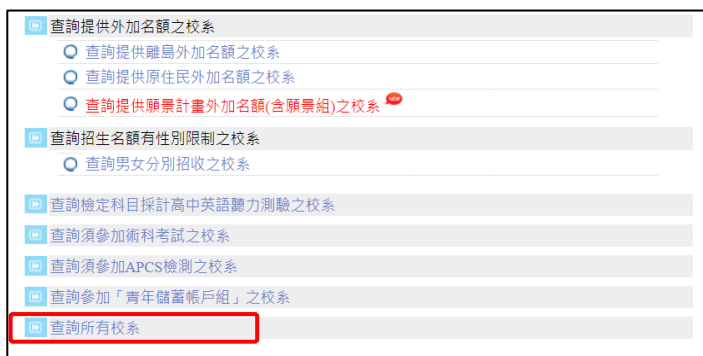 查詢提供外加名額之校系
查詢提供離島外加名額之校系
查詢提供原住民外加名額之校系
查詢提供願景計畫外加名額(含願景組)之校系 NEW
查詢招生名額有性別限制之校系
查詢男女分別招收之校系
查詢檢定科目採計高中英語聽力測驗之校系
查詢須參加術科考試之校系
查詢須參加APCS檢測之校系
查詢參加「青年儲蓄帳戶組」之校系
查詢所有校系